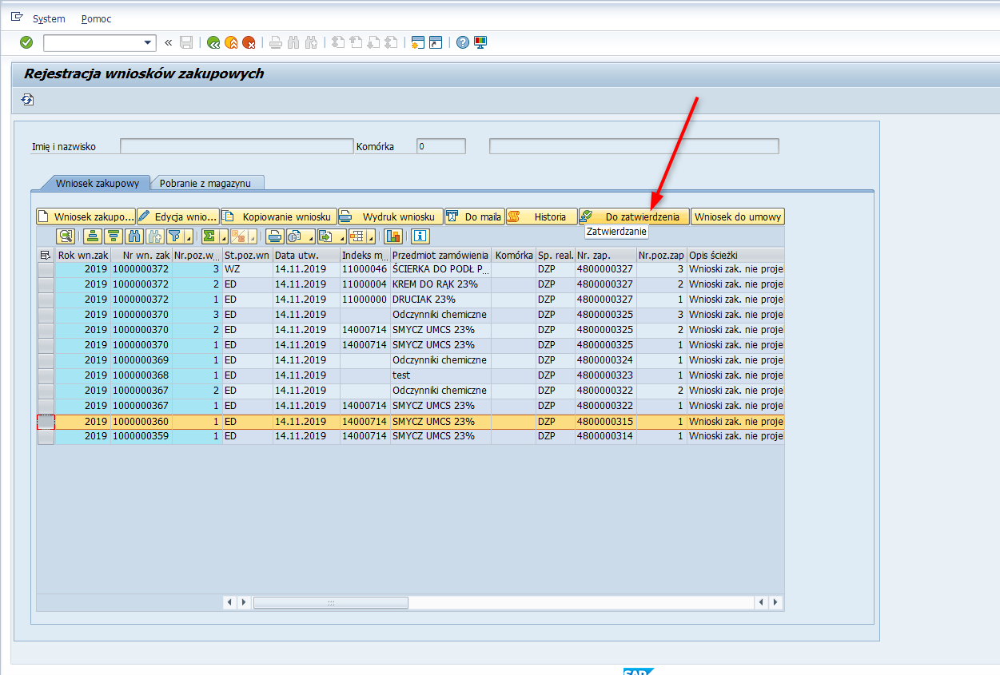 System Pomoc
Rejestracja wniosków zakupowych
Imię i nazwisko Komórka 0
Wniosek zakupowy Pobranie z magazynu
Wniosek zakupo... Edycja wnio... Kopiowanie wniosku Wydruk wniosku Do maila Historia Do zatwierdzenia Wniosek do umowy
Zatwierdzanie
Rok wn.zak Nr wn. zak Nr.poz.w... St.poz.wn Data utw. Indeks m... Przedmiot zamówienia Komórka Sp. real. Nr. zap. Nr.poz.zap Opis ścieżki
2019 1000000372 3 WZ 14.11.2019 11000046 ŚCIERKA DO PODŁ P... DZP 4800000327 3 Wnioski zak. nie projel
2019 1000000372 2 ED 14.11.2019 11000004 KREM DO RĄK 23% DZP 4800000327 2 Wnioski zak. nie projel
2019 1000000372 1 ED 14.11.2019 11000000 DRUCIAK 23% DZP 4800000327 1 Wnioski zak. nie projel
2019 1000000370 3 ED 14.11.2019 Odczynniki chemiczne DZP 4800000325 3 Wnioski zak. nie projel
2019 1000000370 2 ED 14.11.2019 14000714 SMYCZ UMCS 23% DZP 4800000325 2 Wnioski zak. nie projel
2019 1000000370 1 ED 14.11.2019 14000714 SMYCZ UMCS 23% DZP 4800000325 1 Wnioski zak. nie projel
2019 1000000369 1 ED 14.11.2019 Odczynniki chemiczne DZP 4800000324 1 Wnioski zak. nie projel
2019 1000000368 1 ED 14.11.2019 test DZP 4800000323 1 Wnioski zak. nie projel
2019 1000000367 2 ED 14.11.2019 Odczynniki chemiczne DZP 4800000322 2 Wnioski zak. nie projel
2019 1000000367 1 ED 14.11.2019 14000714 SMYCZ UMCS 23% DZP 4800000322 1 Wnioski zak. nie projel
2019 1000000360 1 ED 14.11.2019 14000714 SMYCZ UMCS 23% DZP 4800000315 1 Wnioski zak. nie projel
2019 1000000359 1 ED 14.11.2019 14000714 SMYCZ UMCS 23% DZP 4800000314 1 Wnioski zak. nie projel
SAP